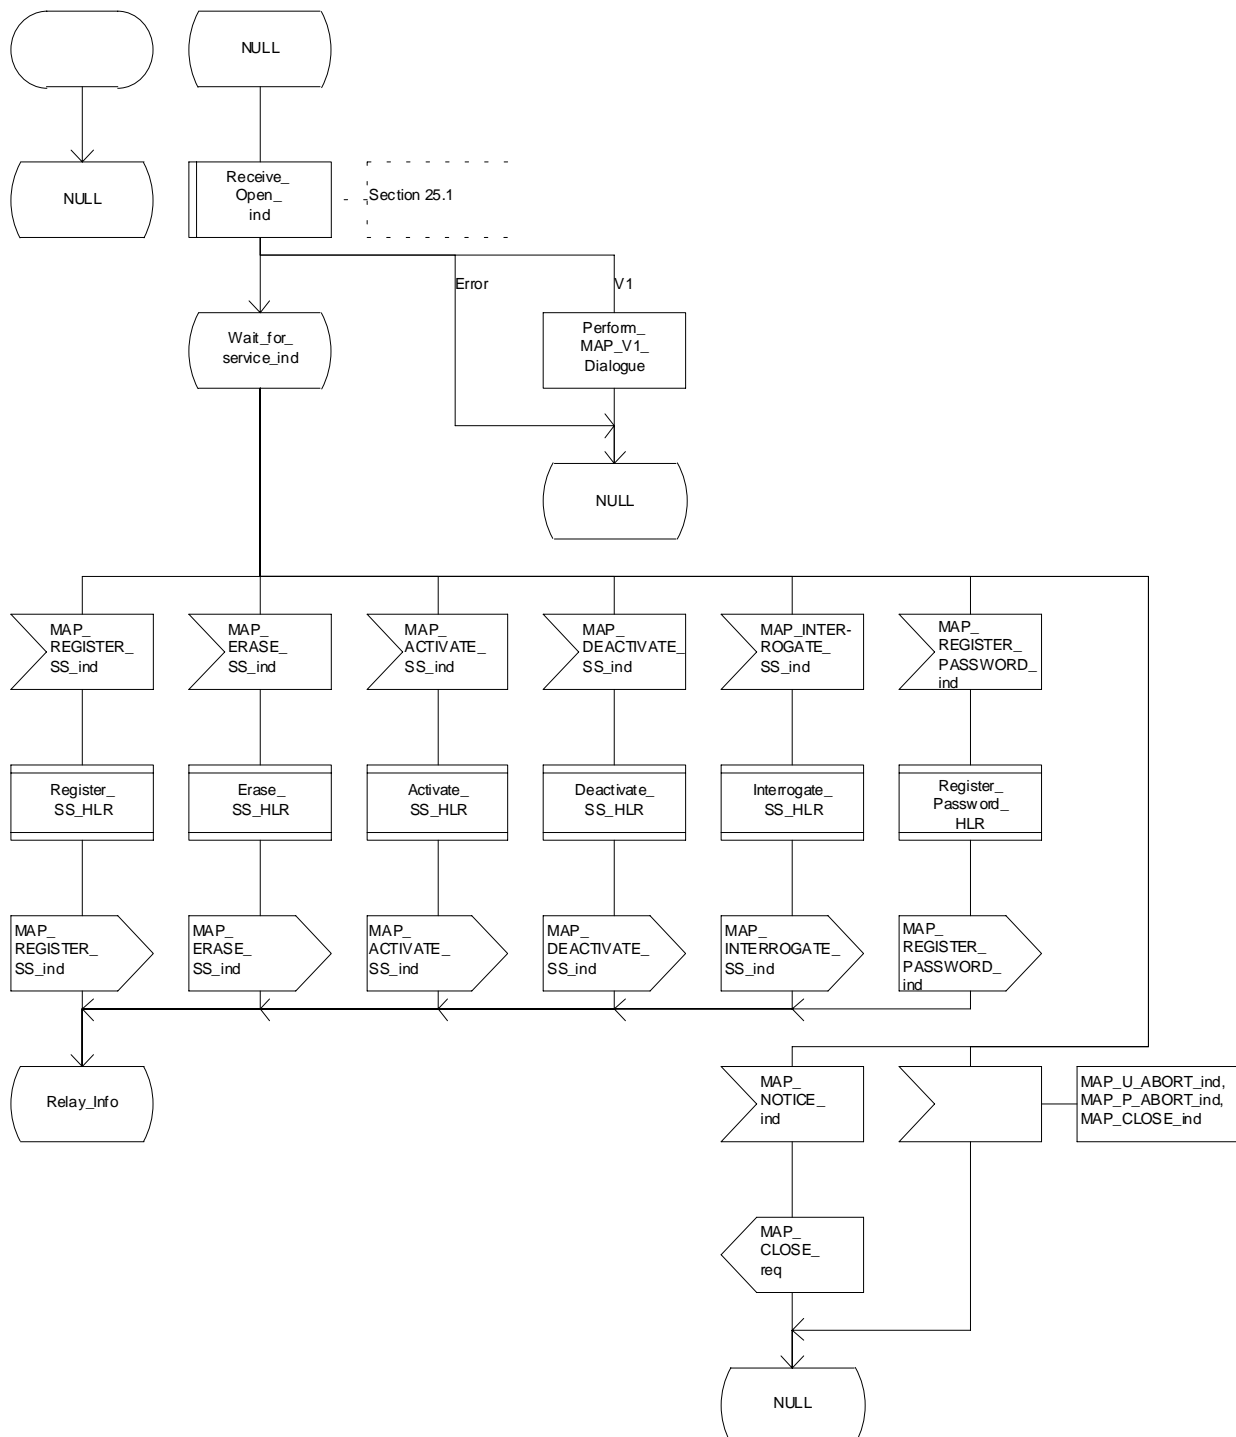 NULL
NULL
Receive_
Open_
ind
Section 25.1
Error
V1
Wait_for_
service_ind
Perform_
MAP_V1_
Dialogue
NULL
MAP_
REGISTER_
SS_ind
MAP_
ERASE_
SS_ind
MAP_
ACTIVATE_
SS_ind
MAP_
DEACTIVATE_
SS_ind
MAP_INTER-
ROGATE_
SS_ind
MAP_
REGISTER_
PASSWORD_
ind
Register_
SS_HLR
Erase_
SS_HLR
Activate_
SS_HLR
Deactivate_
SS_HLR
Interrogate_
SS_HLR
Register_
Password_
HLR
MAP_
REGISTER_
SS_ind
MAP_
ERASE_
SS_ind
MAP_
ACTIVATE_
SS_ind
MAP_
DEACTIVATE_
SS_ind
MAP_
INTERROGATE_
SS_ind
MAP_
REGISTER_
PASSWORD_
ind
Relay_Info
MAP_
NOTICE_
ind
MAP_U_ABORT_ind,
MAP_P_ABORT_ind,
MAP_CLOSE_ind
MAP_
CLOSE_
req
NULL